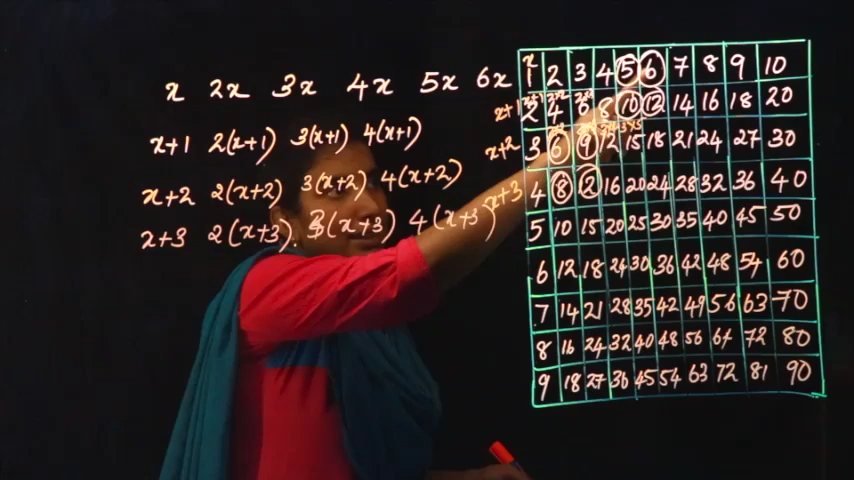 x 2x 3x 4x 5x 6x
x+1 2(x+1) 3(x+1) 4(x+1)
x+2 2(x+2) 3(x+2) 4(x+2)
x+3 2(x+3) 3(x+3) 4(x+3)
x
1 2 3 4 5 6 7 8 9 10
x+1 2 4 6 8 10 12 14 16 18 20
x+2 3 6 9 12 15 18 21 24 27 30
x+3 4 8 12 16 20 24 28 32 36 40
5 10 15 20 25 30 35 40 45 50
6 12 18 24 30 36 42 48 54 60
7 14 21 28 35 42 49 56 63 70
8 16 24 32 40 48 56 64 72 80
9 18 27 36 45 54 63 72 81 90